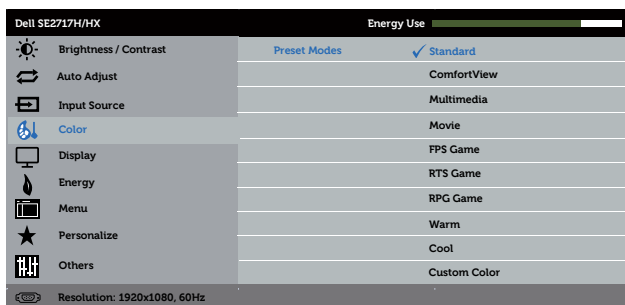 Dell SE2717H/HX Energy Use
Brightness / Contrast Preset Modes ✓ Standard
Auto Adjust ComfortView
Input Source Multimedia
Color Movie
Display FPS Game
Energy RTS Game
Menu RPG Game
Personalize Warm
Others Cool
Custom Color
Resolution: 1920x1080, 60Hz